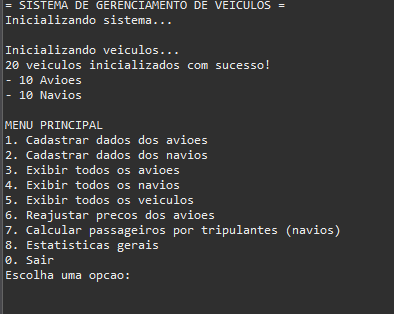 = SISTEMA DE GERENCIAMENTO DE VEICULOS =
Inicializando sistema...
Inicializando veiculos...
20 veiculos inicializados com sucesso!
- 10 Avioes
- 10 Navios
MENU PRINCIPAL
1. Cadastrar dados dos avioes
2. Cadastrar dados dos navios
3. Exibir todos os avioes
4. Exibir todos os navios
5. Exibir todos os veiculos
6. Reajustar precos dos avioes
7. Calcular passageiros por tripulantes (navios)
8. Estatisticas gerais
0. Sair
Escolha uma opcao: